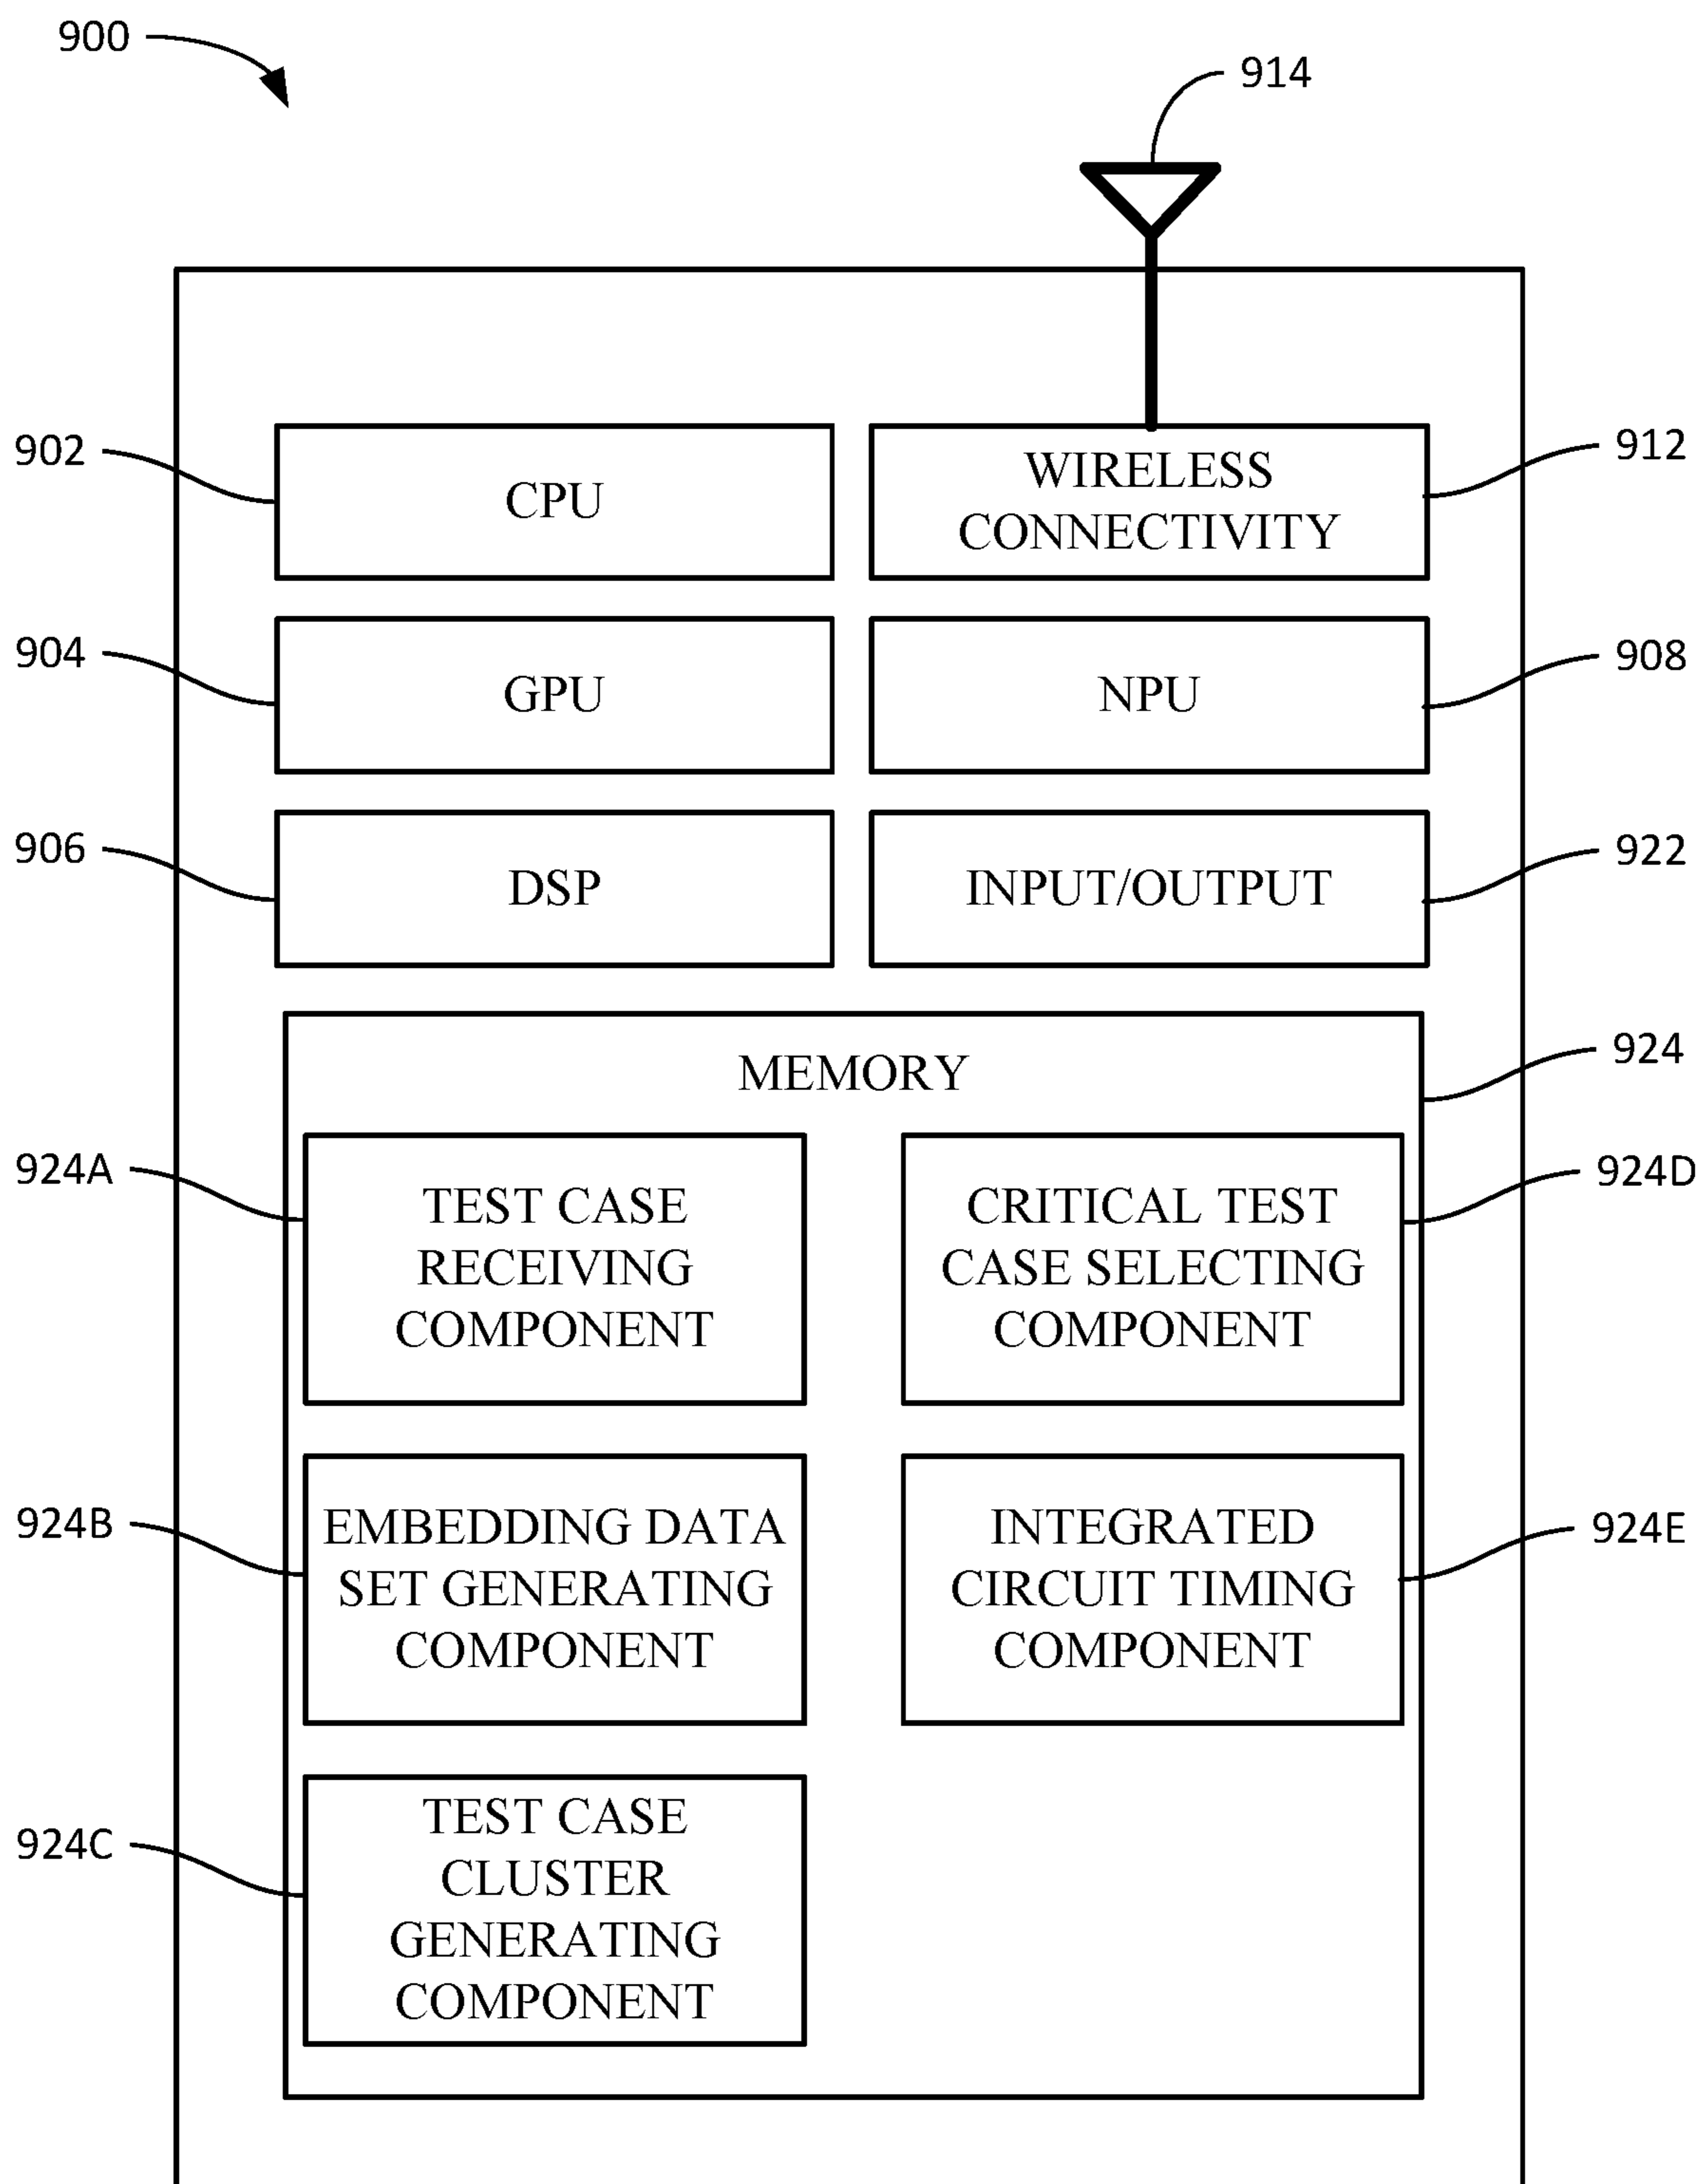 900
914
902
CPU
WIRELESS
CONNECTIVITY
912
904
GPU
NPU
908
906
DSP
INPUT/OUTPUT
922
MEMORY
924
924A
TEST CASE
RECEIVING
COMPONENT
CRITICAL TEST
CASE SELECTING
COMPONENT
924D
924B
EMBEDDING DATA
SET GENERATING
COMPONENT
INTEGRATED
CIRCUIT TIMING
COMPONENT
924E
924C
TEST CASE
CLUSTER
GENERATING
COMPONENT